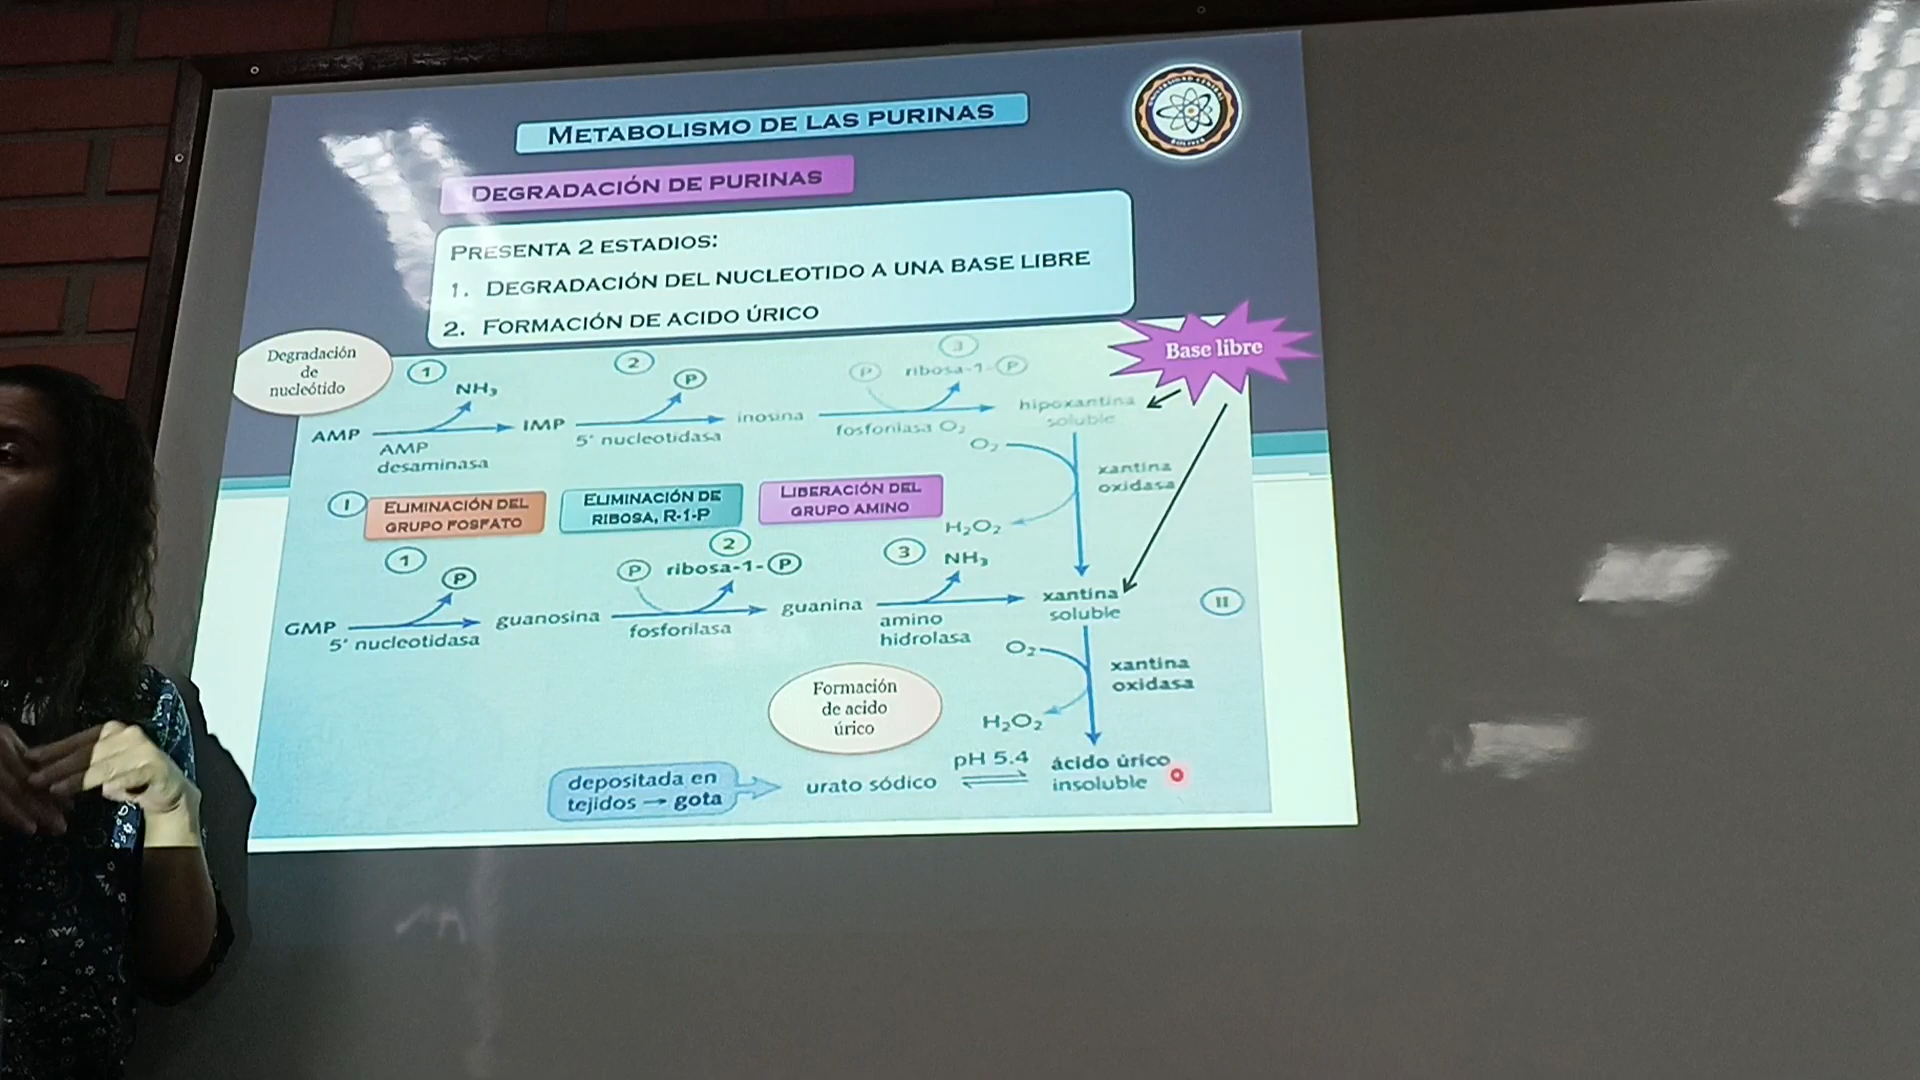 METABOLISMO DE LAS PURINAS
DEGRADACIÓN DE PURINAS
PRESENTA 2 ESTADIOS:
1. DEGRADACIÓN DEL NUCLEOTIDO A UNA BASE LIBRE
2. FORMACIÓN DE ACIDO ÚRICO
Degradación
de
nucleótido
Base libre
1
NH₃
2
P
3
P ribosa-1-P
AMP
AMP
desaminasa
IMP
5' nucleotidasa
inosina
fosforilasa O₂
hipoxantina
soluble
O₂
xantina
oxidasa
H₂O₂
I
ELIMINACIÓN DEL
GRUPO FOSFATO
ELIMINACIÓN DE
RIBOSA, R-1-P
LIBERACIÓN DEL
GRUPO AMINO
1
P
2
P ribosa-1-P
3
NH₃
GMP
5' nucleotidasa
guanosina
fosforilasa
guanina
amino
hidrolasa
xantina
soluble
II
O₂
xantina
oxidasa
H₂O₂
Formación
de acido
úrico
depositada en
tejidos → gota
urato sódico
pH 5.4
ácido úrico
insoluble